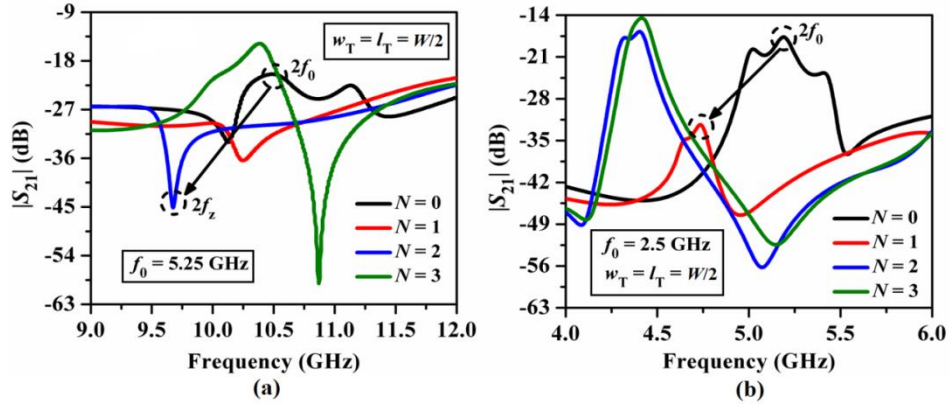 -9
-18
-27
-36
-45
-54
-63
|S21| (dB)
wT = lT = W/2
2f0
2fz
f0 = 5.25 GHz
N = 0
N = 1
N = 2
N = 3
9.0 9.5 10.0 10.5 11.0 11.5 12.0
Frequency (GHz)
(a)
-14
-21
-28
-35
-42
-49
-56
-63
|S21| (dB)
2f0
f0 = 2.5 GHz
wT = lT = W/2
N = 0
N = 1
N = 2
N = 3
4.0 4.5 5.0 5.5 6.0
Frequency (GHz)
(b)